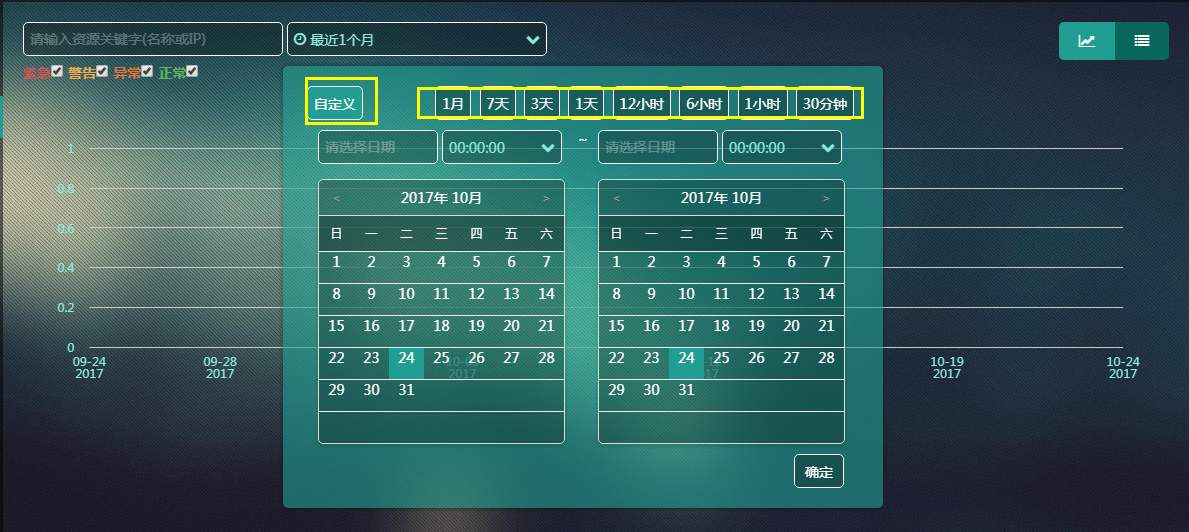 请输入资源关键字(名称或IP) 最近1个月
紧急 警告 异常 正常
自定义 1月 7天 3天 1天 12小时 6小时 1小时 30分钟
请选择日期 00:00:00 ~ 请选择日期 00:00:00
< 2017年 10月 > < 2017年 10月 >
日 一 二 三 四 五 六 日 一 二 三 四 五 六
1 2 3 4 5 6 7 1 2 3 4 5 6 7
8 9 10 11 12 13 14 8 9 10 11 12 13 14
15 16 17 18 19 20 21 15 16 17 18 19 20 21
22 23 24 25 26 27 28 22 23 24 25 26 27 28
29 30 31 29 30 31
确定
1
0.8
0.6
0.4
0.2
0
09-24 09-28 10-19 10-24
2017 2017 2017 2017 2017 2017